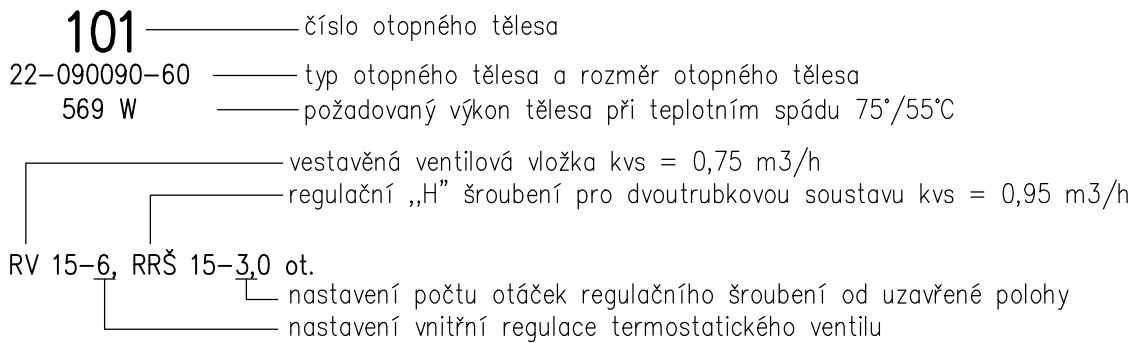 101 číslo otopného tělesa
22-090090-60 typ otopného tělesa a rozměr otopného tělesa
569 W požadovaný výkon tělesa při teplotním spádu 75°/55°C
vestavěná ventilová vložka kvs = 0,75 m3/h
regulační ,,H" šroubení pro dvoutrubkovou soustavu kvs = 0,95 m3/h
RV 15-6, RRŠ 15-3,0 ot.
nastavení počtu otáček regulačního šroubení od uzavřené polohy
nastavení vnitřní regulace termostatického ventilu